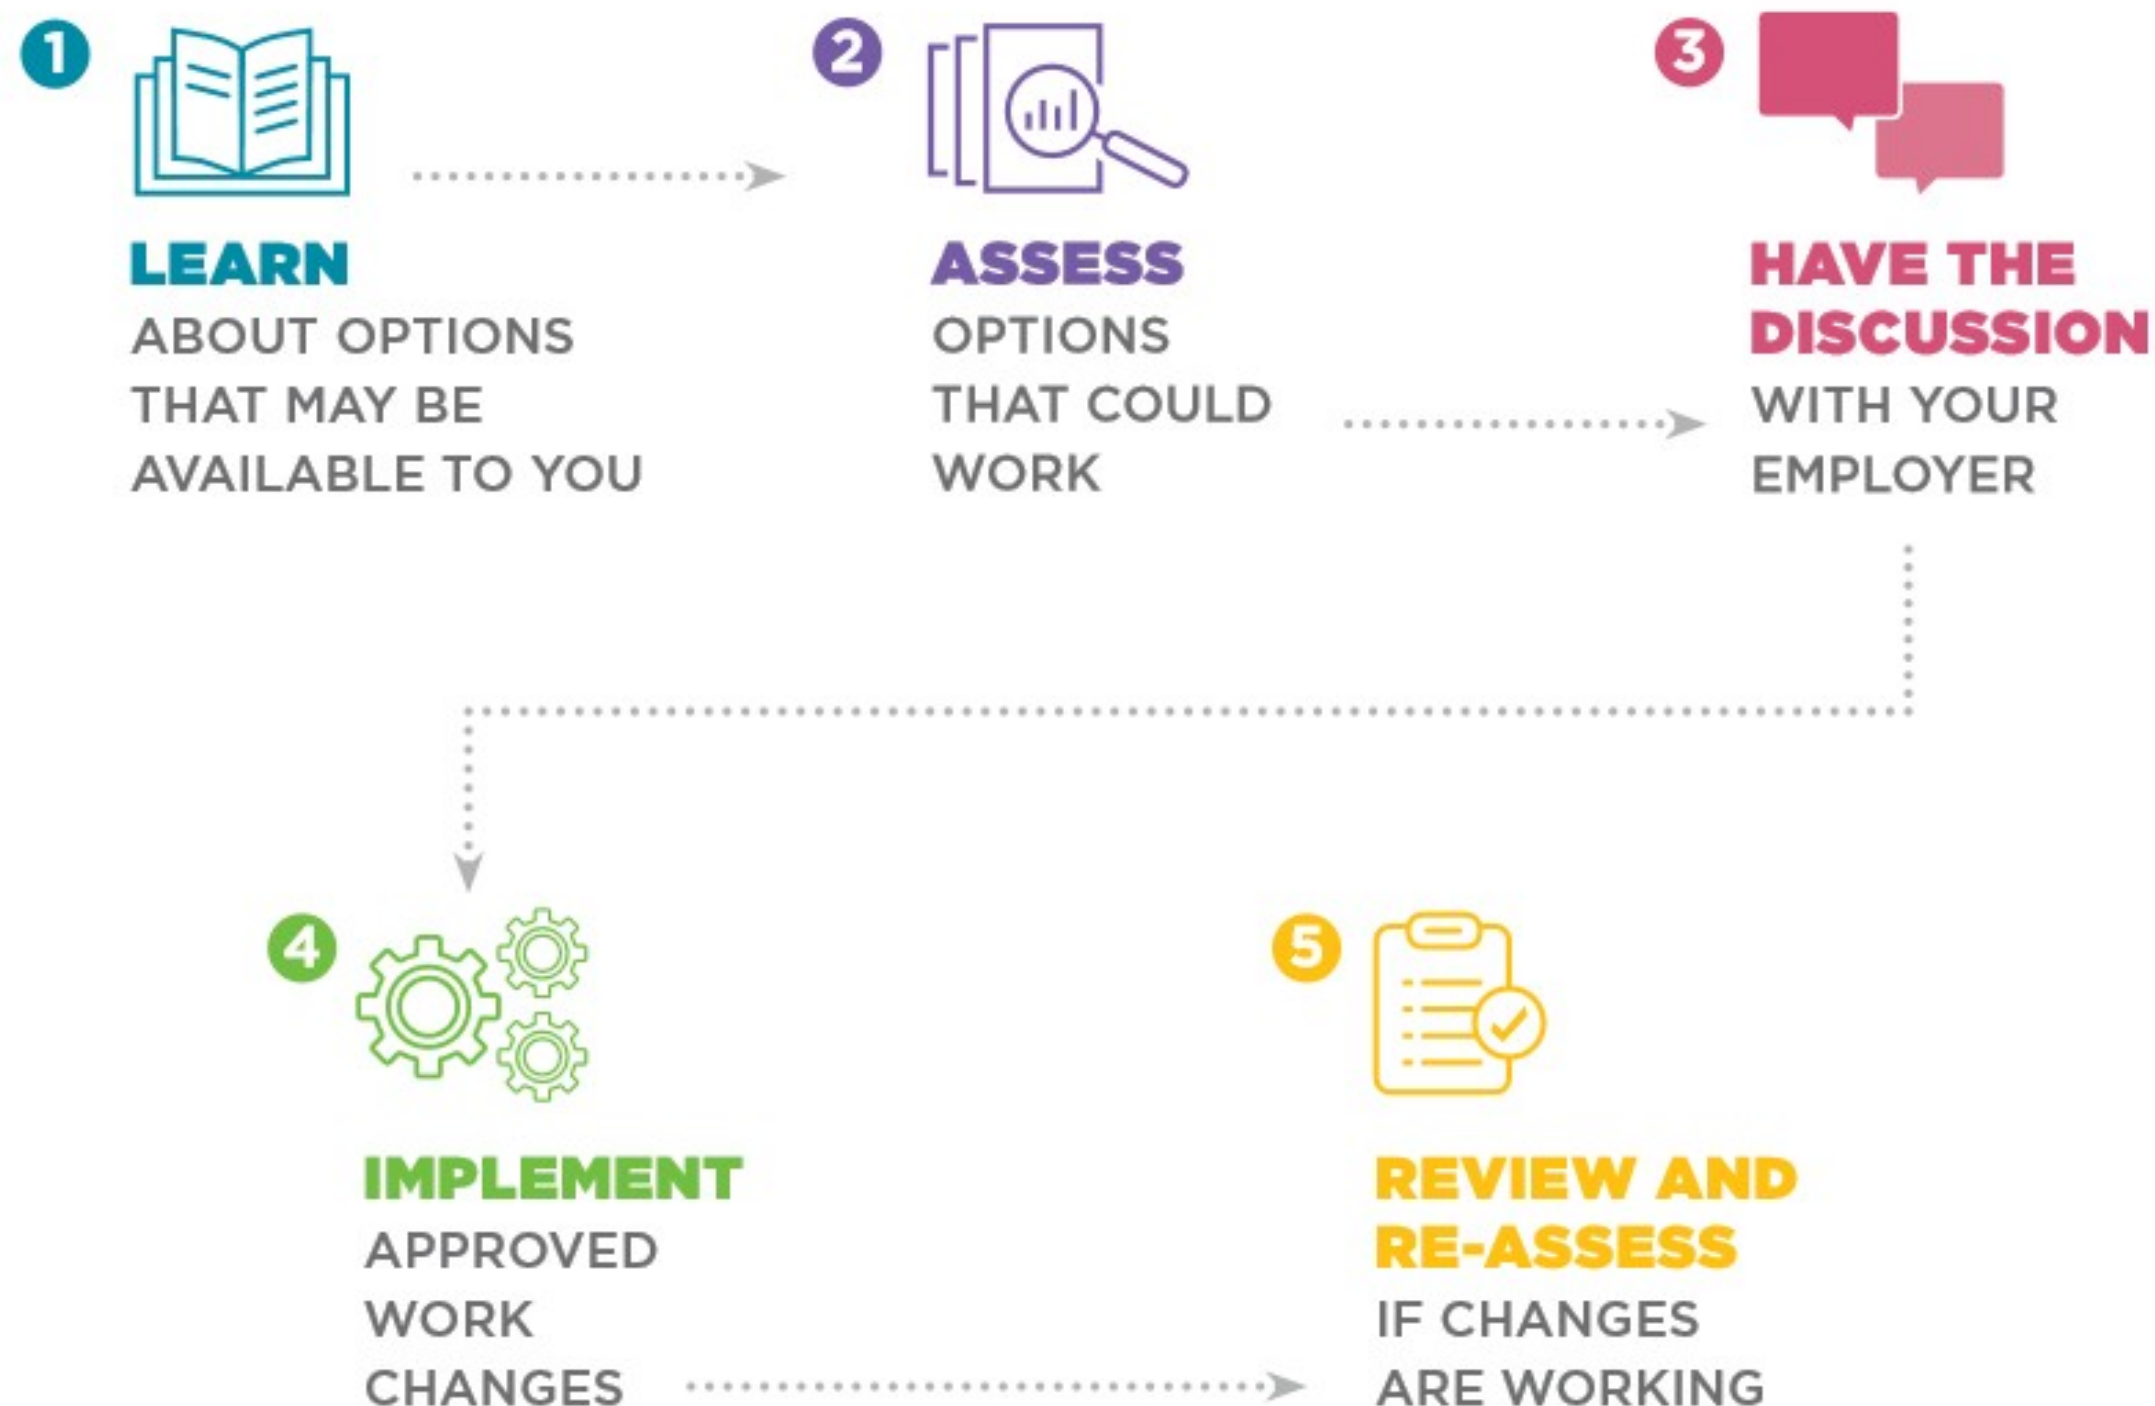 1
LEARN
ABOUT OPTIONS
THAT MAY BE
AVAILABLE TO YOU
2
ASSESS
OPTIONS
THAT COULD
WORK
3
HAVE THE
DISCUSSION
WITH YOUR
EMPLOYER
4
IMPLEMENT
APPROVED
WORK
CHANGES
5
REVIEW AND
RE-ASSESS
IF CHANGES
ARE WORKING